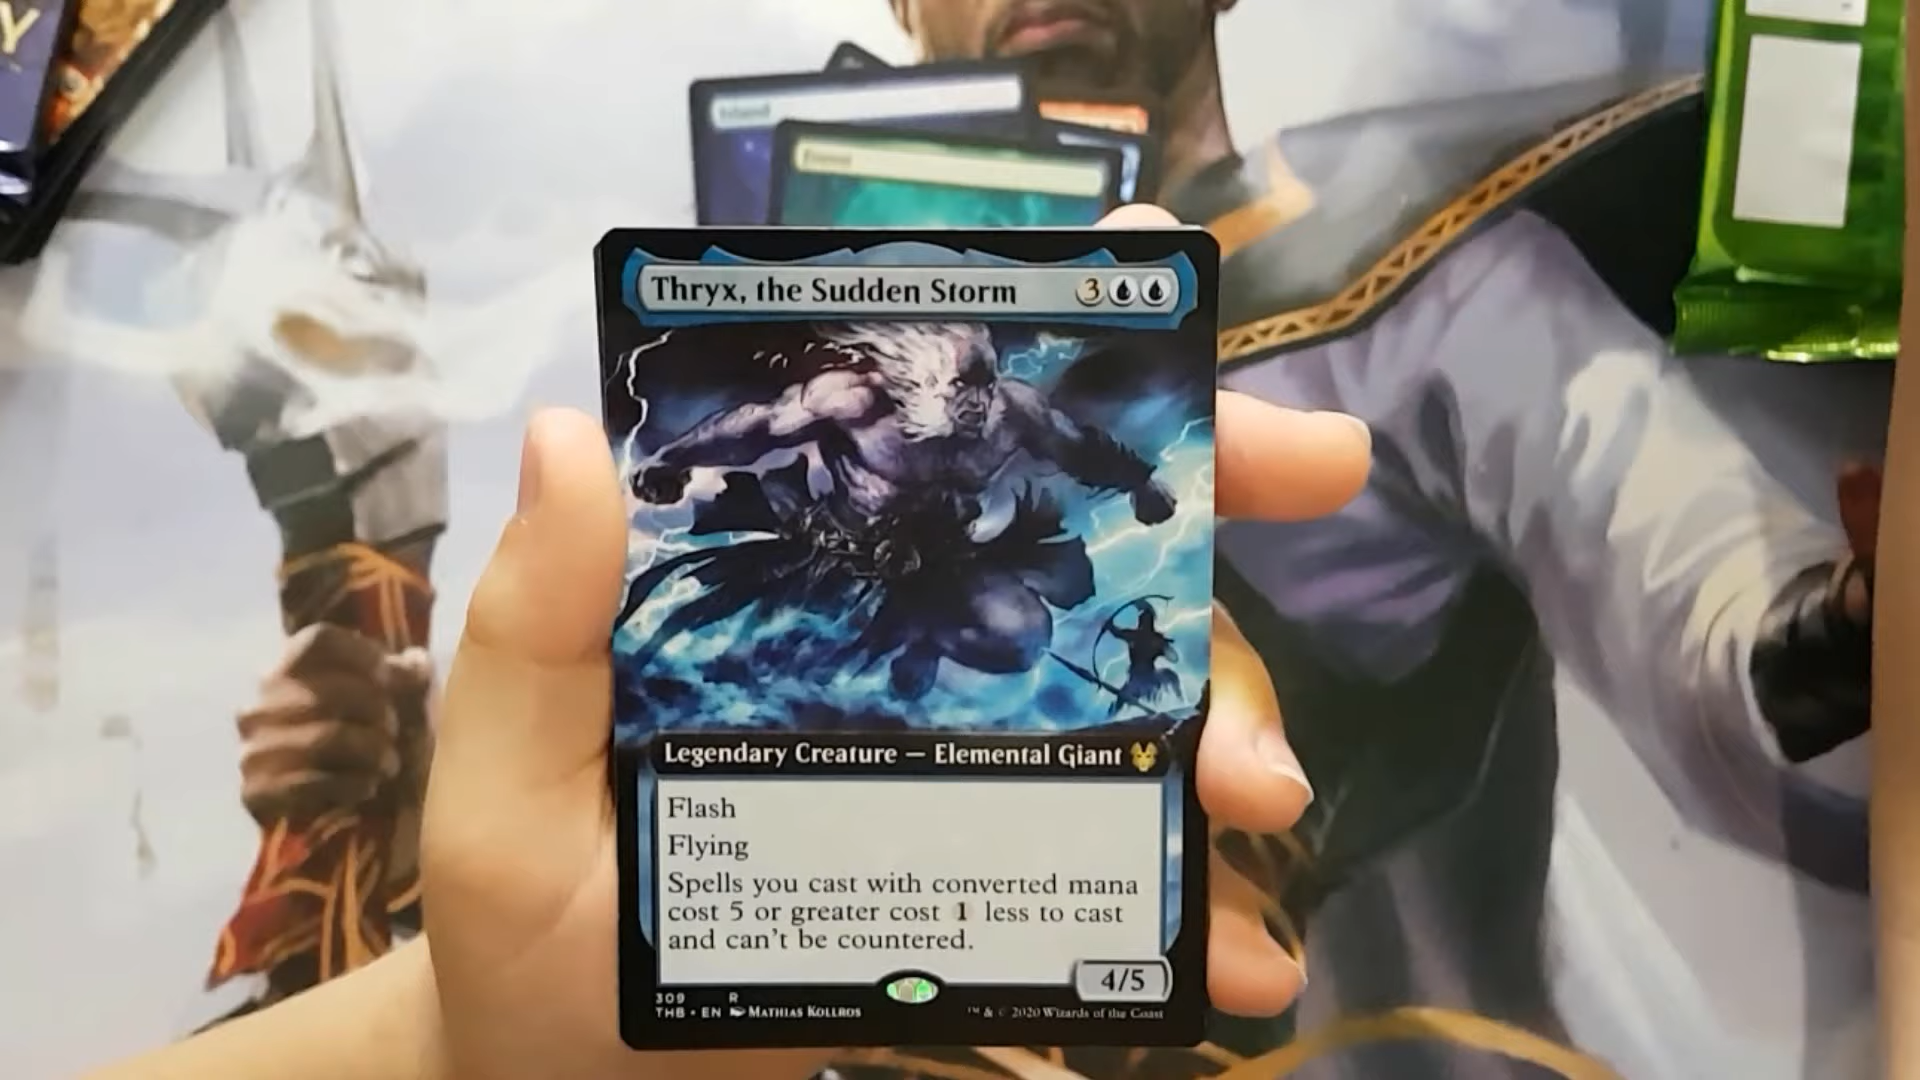 Y
Island
Forest
Thryx, the Sudden Storm 3
Legendary Creature — Elemental Giant
Flash
Flying
Spells you cast with converted mana
cost 5 or greater cost 1 less to cast
and can't be countered.
4/5
309 R
THB • EN Mathias Kollros
™ & © 2020 Wizards of the Coast